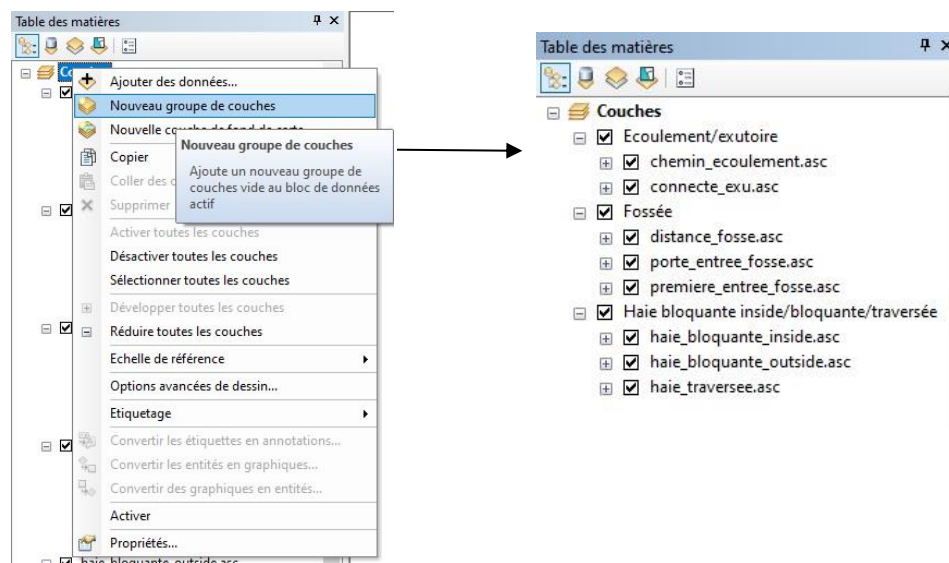 Table des matières
Co
Ajouter des données...
Nouveau groupe de couches
Nouvelle couche de fond de carte
Copier
Coller des c
Supprimer
Nouveau groupe de couches
Ajoute un nouveau groupe de
couches vide au bloc de données
actif
Activer toutes les couches
Désactiver toutes les couches
Sélectionner toutes les couches
Développer toutes les couches
Réduire toutes les couches
Echelle de référence
Options avancées de dessin...
Etiquetage
Convertir les étiquettes en annotations...
Convertir les entités en graphiques...
Convertir des graphiques en entités...
Activer
Propriétés...
haie_bloquante_outside.asc
Table des matières
Couches
Ecoulement/exutoire
chemin_ecoulement.asc
connecte_exu.asc
Fossée
distance_fosse.asc
porte_entree_fosse.asc
premiere_entree_fosse.asc
Haie bloquante inside/bloquante/traversée
haie_bloquante_inside.asc
haie_bloquante_outside.asc
haie_traversee.asc